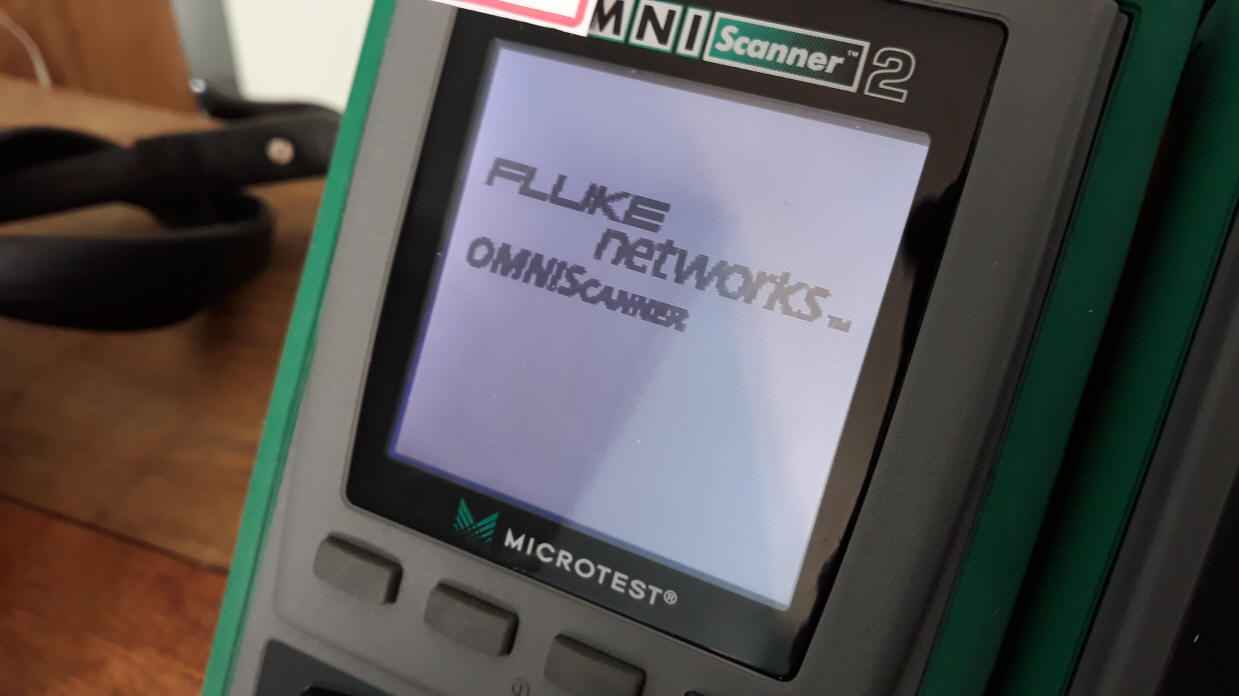 MNI Scanner™ 2
FLUKE
networks™
OMNISCANNER
MICROTEST®